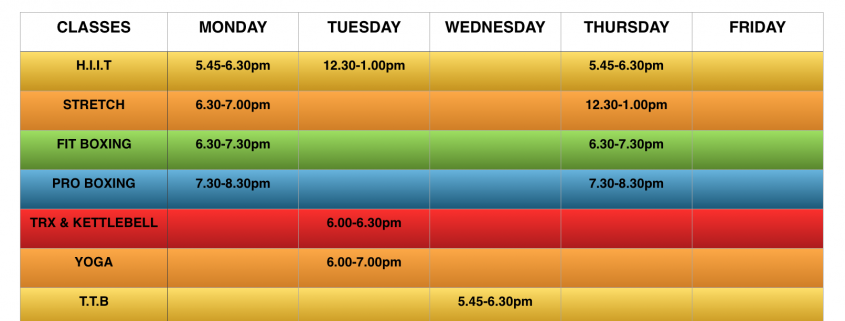 CLASSES MONDAY TUESDAY WEDNESDAY THURSDAY FRIDAY
H.I.I.T 5.45-6.30pm 12.30-1.00pm 5.45-6.30pm
STRETCH 6.30-7.00pm 12.30-1.00pm
FIT BOXING 6.30-7.30pm 6.30-7.30pm
PRO BOXING 7.30-8.30pm 7.30-8.30pm
TRX & KETTLEBELL 6.00-6.30pm
YOGA 6.00-7.00pm
T.T.B 5.45-6.30pm